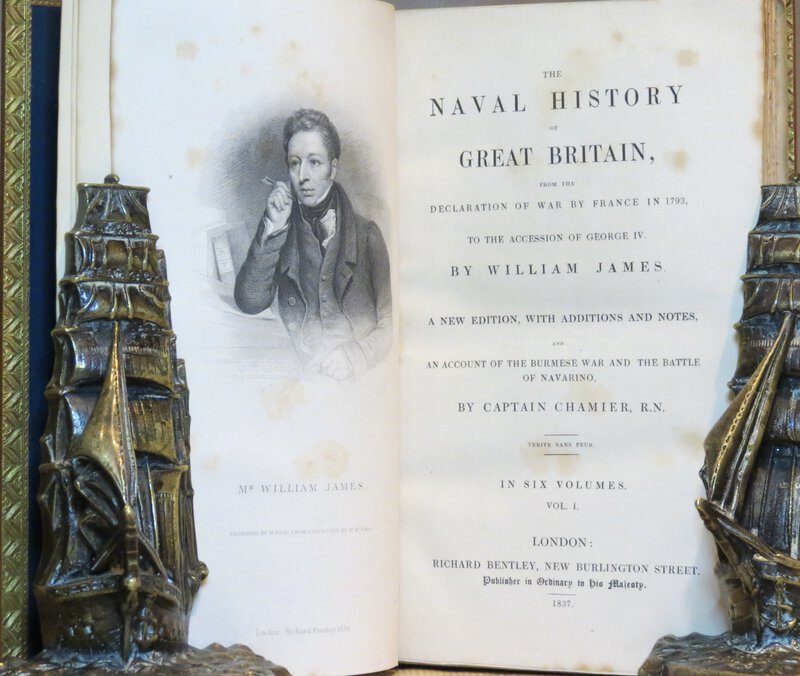 MR WILLIAM JAMES.
London, Richard Bentley 1836
THE
NAVAL HISTORY
OF
GREAT BRITAIN,
FROM THE
DECLARATION OF WAR BY FRANCE IN 1793,
TO THE ACCESSION OF GEORGE IV.
BY WILLIAM JAMES.
A NEW EDITION, WITH ADDITIONS AND NOTES,
AND
AN ACCOUNT OF THE BURMESE WAR AND THE BATTLE
OF NAVARINO,
BY CAPTAIN CHAMIER, R.N.
VERITE SANS PEUR.
IN SIX VOLUMES.
VOL. I.
LONDON:
RICHARD BENTLEY, NEW BURLINGTON STREET,
Publisher in Ordinary to his Majesty.
1837.